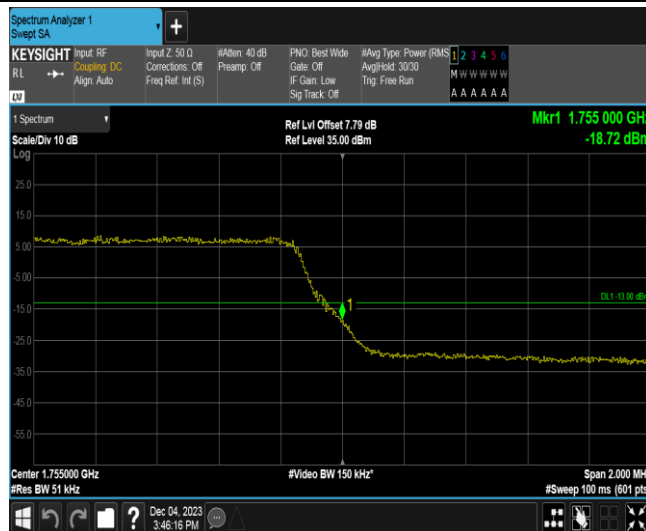 Spectrum Analyzer 1
Swept SA
KEYSIGHT
RL
Input: RF
Coupling: DC
Align: Auto
Input Z: 50 Ω
Corrections: Off
Freq Ref: Int (S)
#Atten: 40 dB
Preamp: Off
PNO: Best Wide
Gate: Off
IF Gain: Low
Sig Track: Off
#Avg Type: Power (RMS
Avg|Hold: 30/30
Trig: Free Run
1 2 3 4 5 6
M W W W W W
A A A A A A
1 Spectrum
Scale/Div 10 dB
Ref Lvl Offset 7.79 dB
Ref Level 35.00 dBm
Mkr1 1.755 000 GHz
-18.72 dBm
Log
25.0
15.0
5.00
-5.00
-15.0
-25.0
-35.0
-45.0
-55.0
DL1 -13.00 dBm
1
Center 1.755000 GHz
#Res BW 51 kHz
#Video BW 150 kHz*
Span 2.000 MH
#Sweep 100 ms (601 pts
Dec 04, 2023
3:46:16 PM